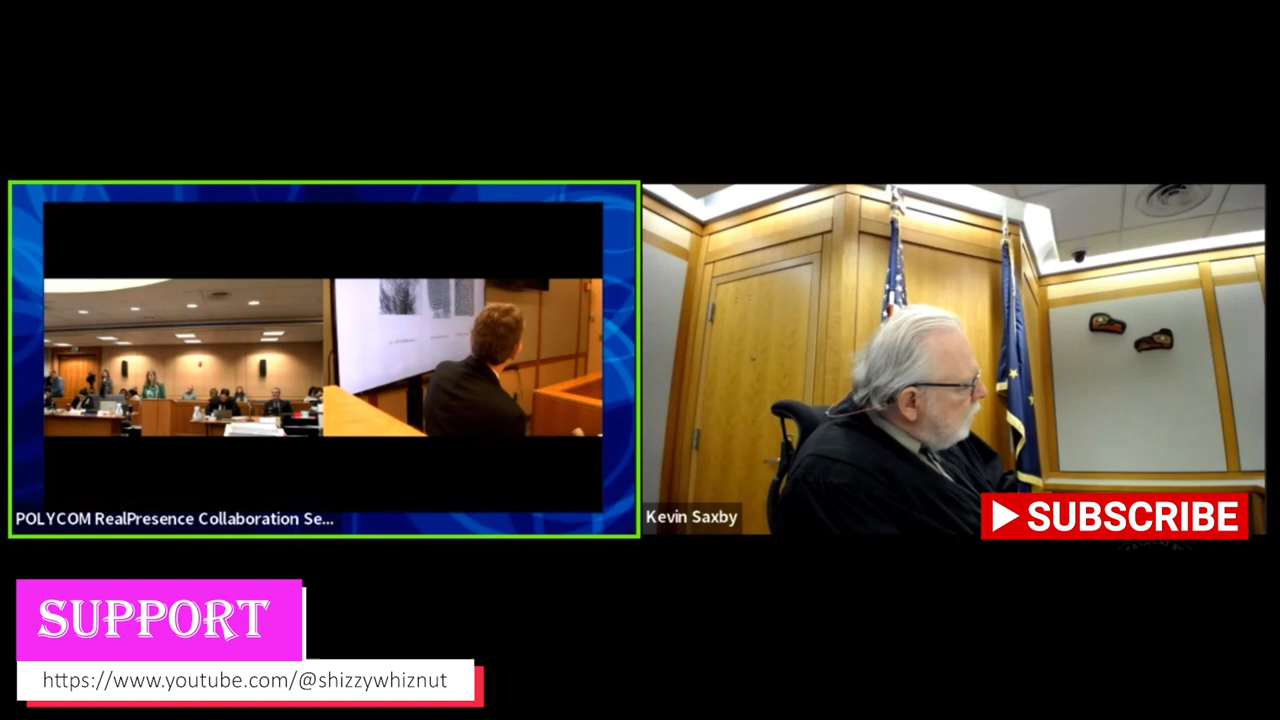 POLYCOM RealPresence Collaboration Se...
Kevin Saxby
SUBSCRIBE
SUPPORT
https://www.youtube.com/@shizzywhiznut